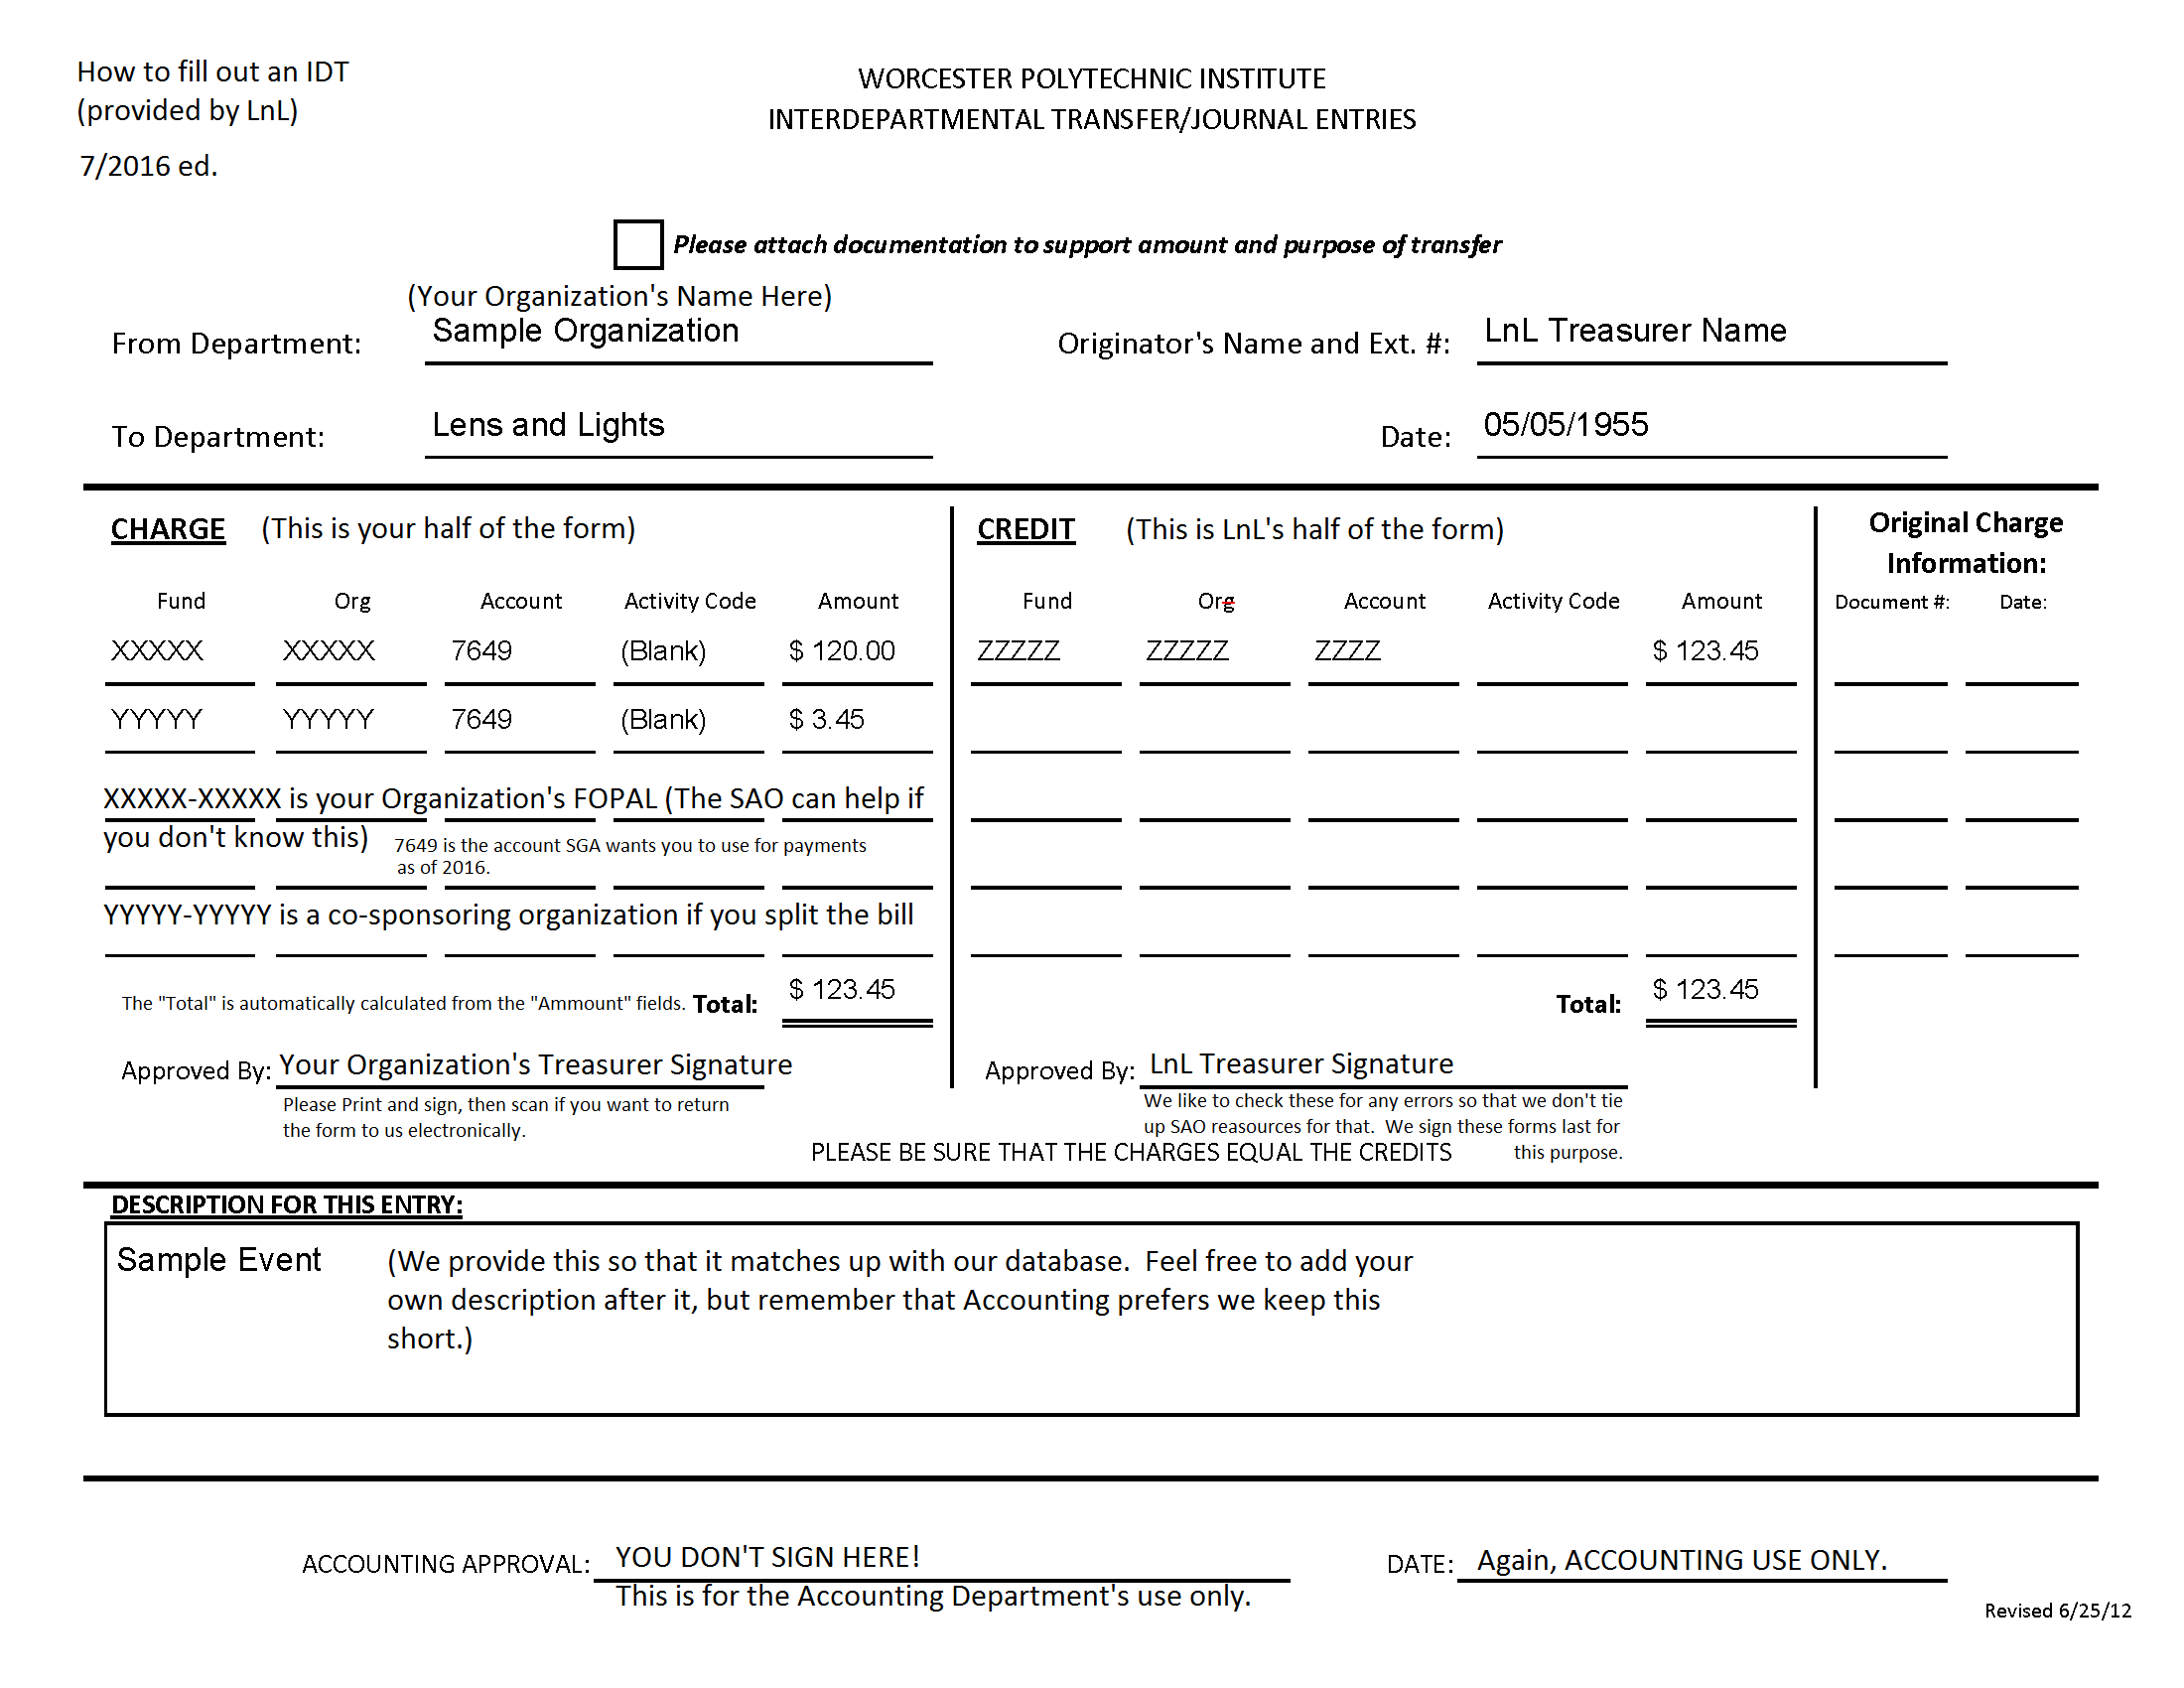 How to fill out an IDT
(provided by LnL)
7/2016 ed.
WORCESTER POLYTECHNIC INSTITUTE
INTERDEPARTMENTAL TRANSFER/JOURNAL ENTRIES
Please attach documentation to support amount and purpose of transfer
(Your Organization's Name Here)
From Department: Sample Organization Originator's Name and Ext. #: LnL Treasurer Name
To Department: Lens and Lights Date: 05/05/1955
CHARGE (This is your half of the form) CREDIT (This is LnL's half of the form) Original Charge
Information:
Fund Org Account Activity Code Amount Fund Org Account Activity Code Amount Document #: Date:
XXXXX XXXXX 7649 (Blank) $ 120.00 ZZZZZ ZZZZZ ZZZZ $ 123.45
YYYYY YYYYY 7649 (Blank) $ 3.45
XXXXX-XXXXX is your Organization's FOPAL (The SAO can help if
you don't know this) 7649 is the account SGA wants you to use for payments
as of 2016.
YYYYY-YYYYY is a co-sponsoring organization if you split the bill
The "Total" is automatically calculated from the "Ammount" fields. Total: $ 123.45 Total: $ 123.45
Approved By: Your Organization's Treasurer Signature Approved By: LnL Treasurer Signature
Please Print and sign, then scan if you want to return
the form to us electronically.
We like to check these for any errors so that we don't tie
up SAO reasources for that. We sign these forms last for
this purpose.
PLEASE BE SURE THAT THE CHARGES EQUAL THE CREDITS
DESCRIPTION FOR THIS ENTRY:
Sample Event (We provide this so that it matches up with our database. Feel free to add your
own description after it, but remember that Accounting prefers we keep this
short.)
ACCOUNTING APPROVAL: YOU DON'T SIGN HERE! DATE: Again, ACCOUNTING USE ONLY.
This is for the Accounting Department's use only.
Revised 6/25/12